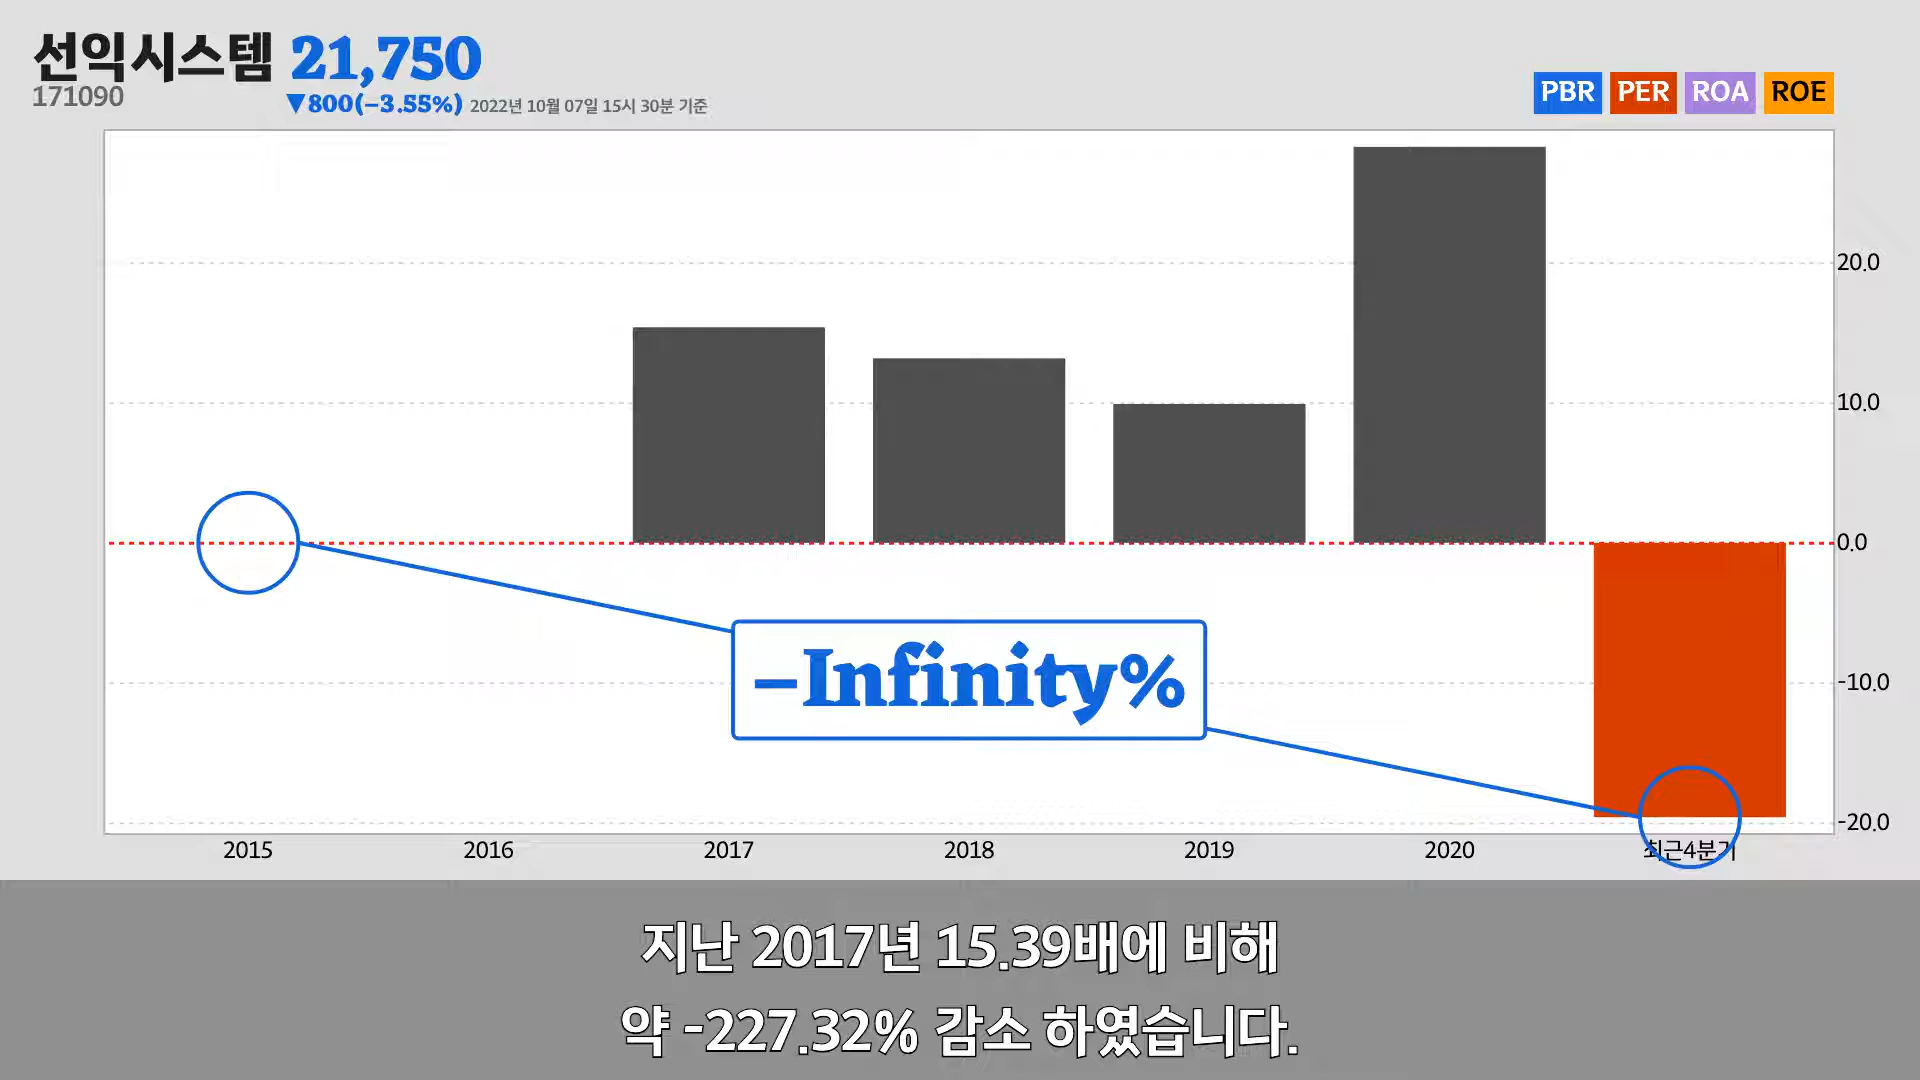 선익시스템 21,750
171090
▼800(−3.55%) 2022년 10월 07일 15시 30분 기준
PBR PER ROA ROE
20.0
10.0
0.0
-10.0
-20.0
−Infinity%
2015 2016 2017 2018 2019 2020 최근4분기
지난 2017년 15.39배에 비해
약 -227.32% 감소 하였습니다.